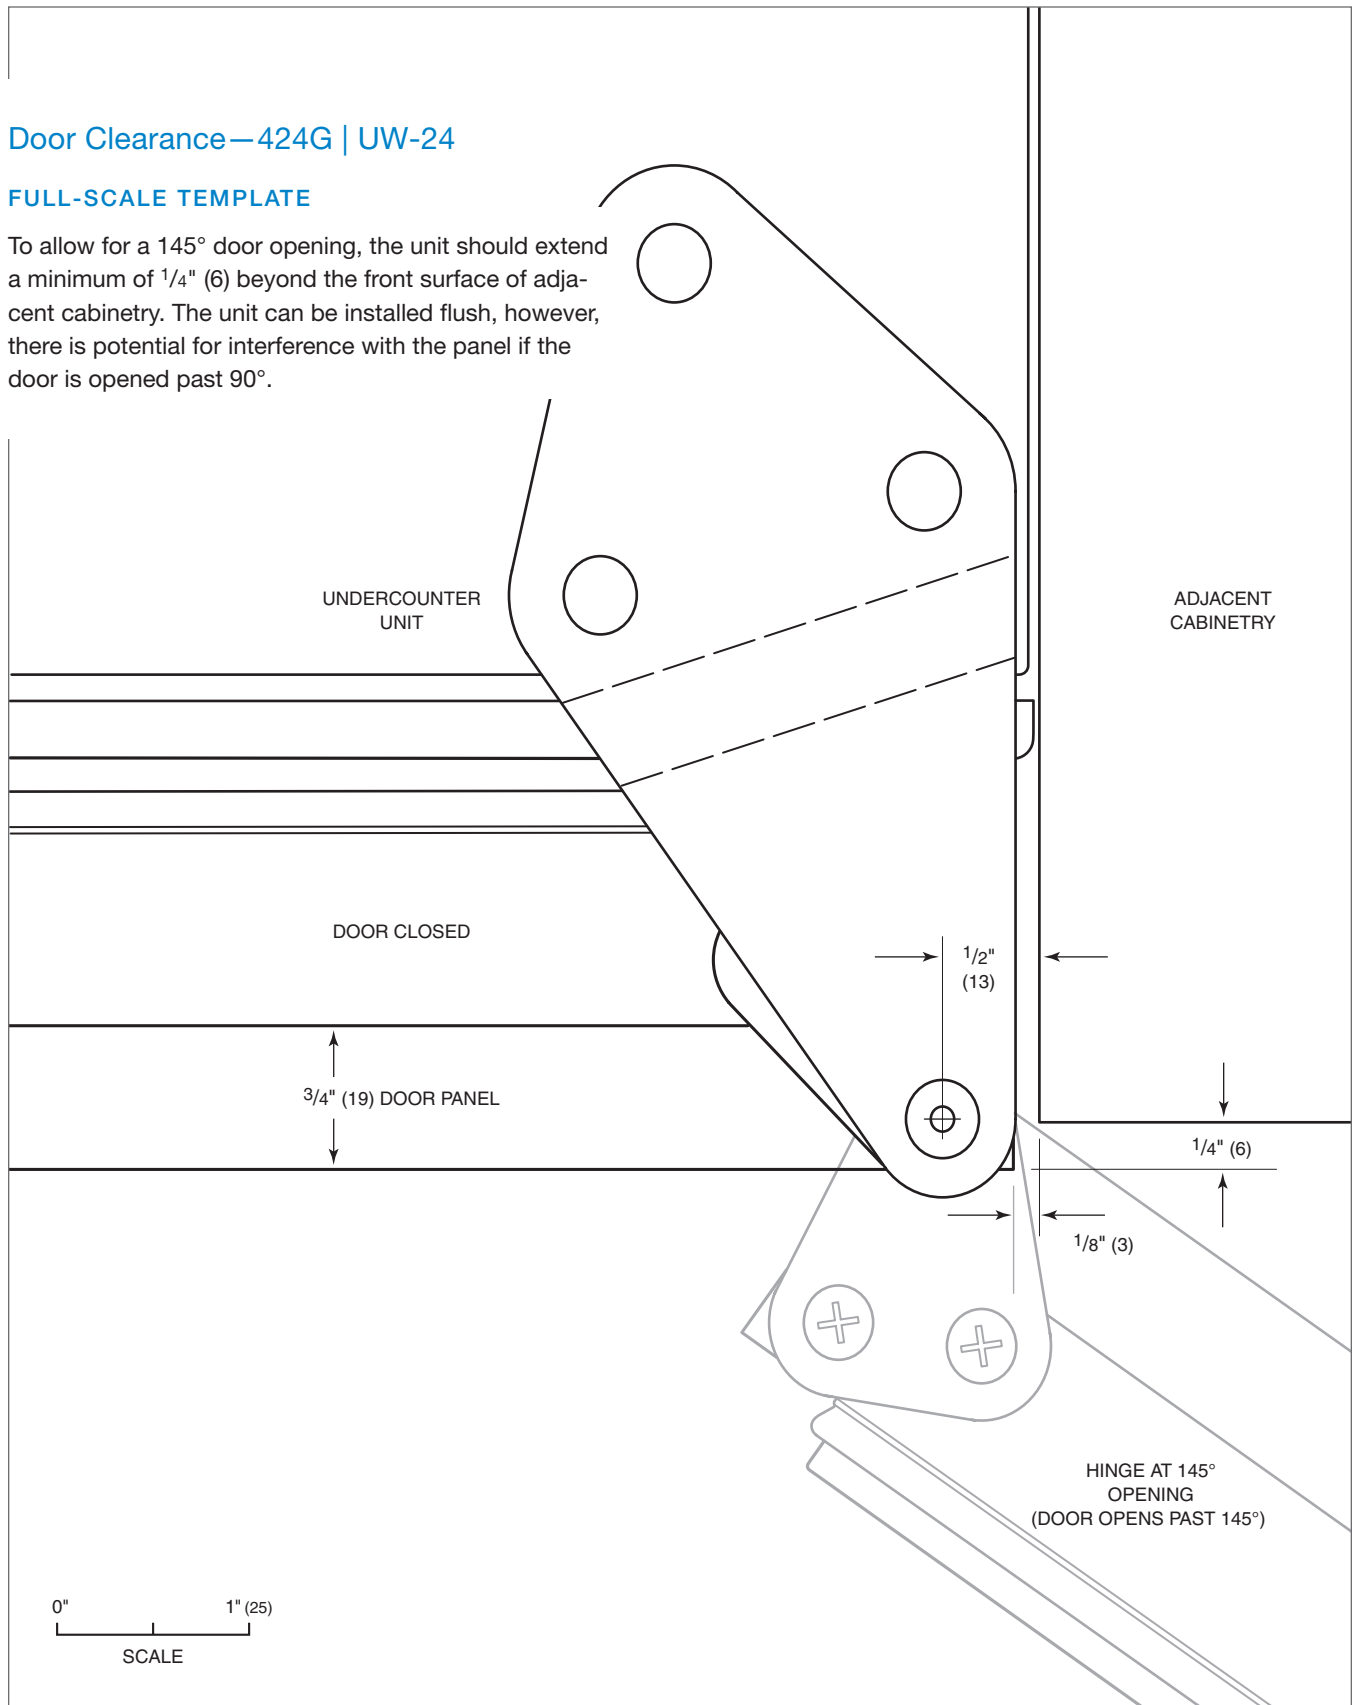 Door Clearance—424G | UW-24
FULL-SCALE TEMPLATE
To allow for a 145° door opening, the unit should extend
a minimum of 1/4" (6) beyond the front surface of adja-
cent cabinetry. The unit can be installed flush, however,
there is potential for interference with the panel if the
door is opened past 90°.
UNDERCOUNTER
UNIT
ADJACENT
CABINETRY
DOOR CLOSED
1/2"
(13)
3/4" (19) DOOR PANEL
1/4" (6)
1/8" (3)
HINGE AT 145°
OPENING
(DOOR OPENS PAST 145°)
0" 1" (25)
SCALE